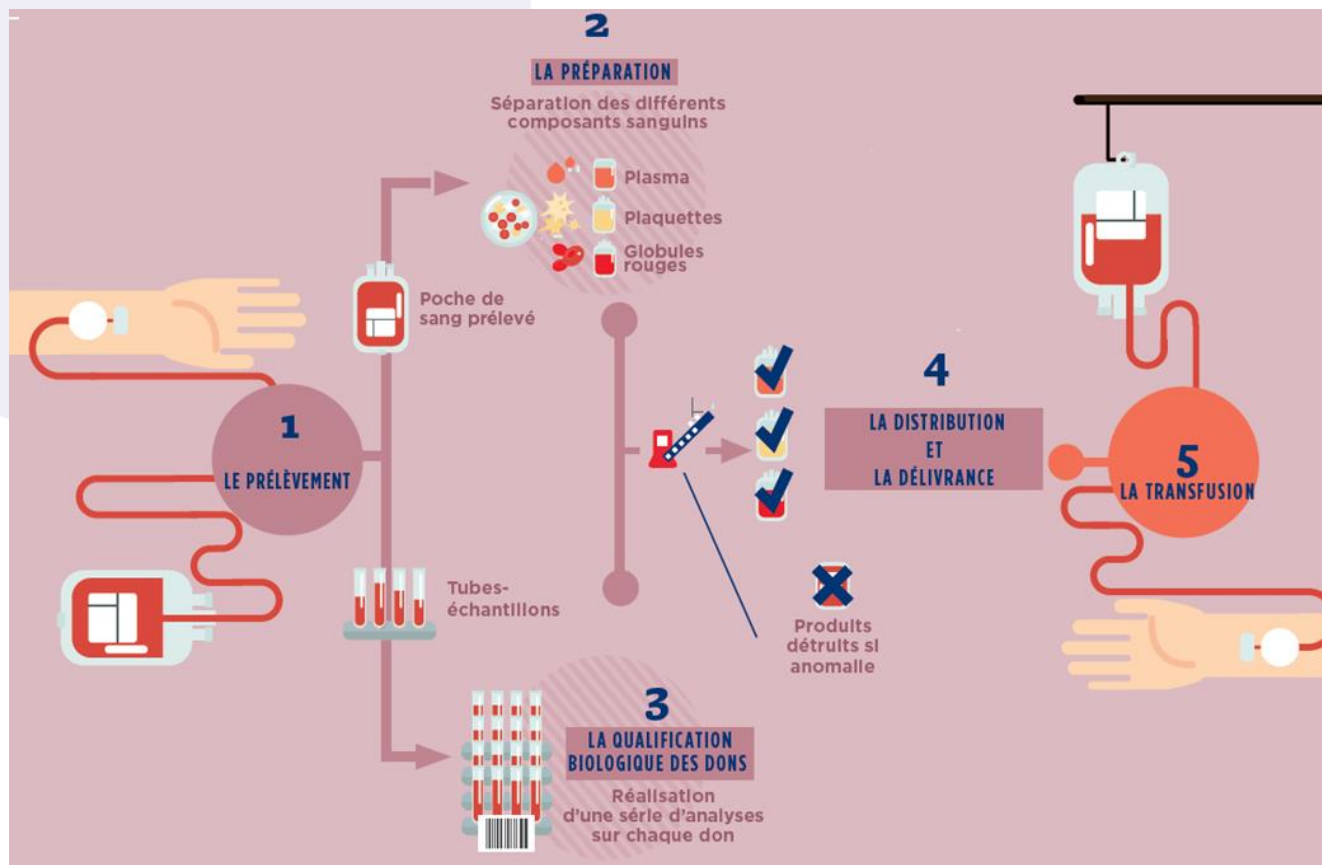 1
LE PRÉLÈVEMENT
Poche de
sang prélevé
Tubes-
échantillons
2
LA PRÉPARATION
Séparation des différents
composants sanguins
Plasma
Plaquettes
Globules
rouges
3
LA QUALIFICATION
BIOLOGIQUE DES DONS
Réalisation
d'une série d'analyses
sur chaque don
Produits
détruits si
anomalie
4
LA DISTRIBUTION
ET
LA DÉLIVRANCE
5
LA TRANSFUSION